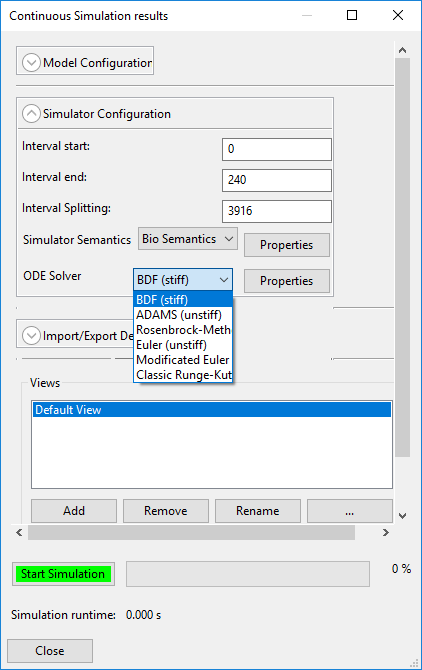 Continuous Simulation results
Model Configuration
Simulator Configuration
Interval start: 0
Interval end: 240
Interval Splitting: 3916
Simulator Semantics Bio Semantics Properties
ODE Solver BDF (stiff) Properties
BDF (stiff)
ADAMS (unstiff)
Rosenbrock-Meth
Euler (unstiff)
Modificated Euler
Classic Runge-Kut
Import/Export De
Views
Default View
Add Remove Rename ...
Start Simulation 0 %
Simulation runtime: 0.000 s
Close